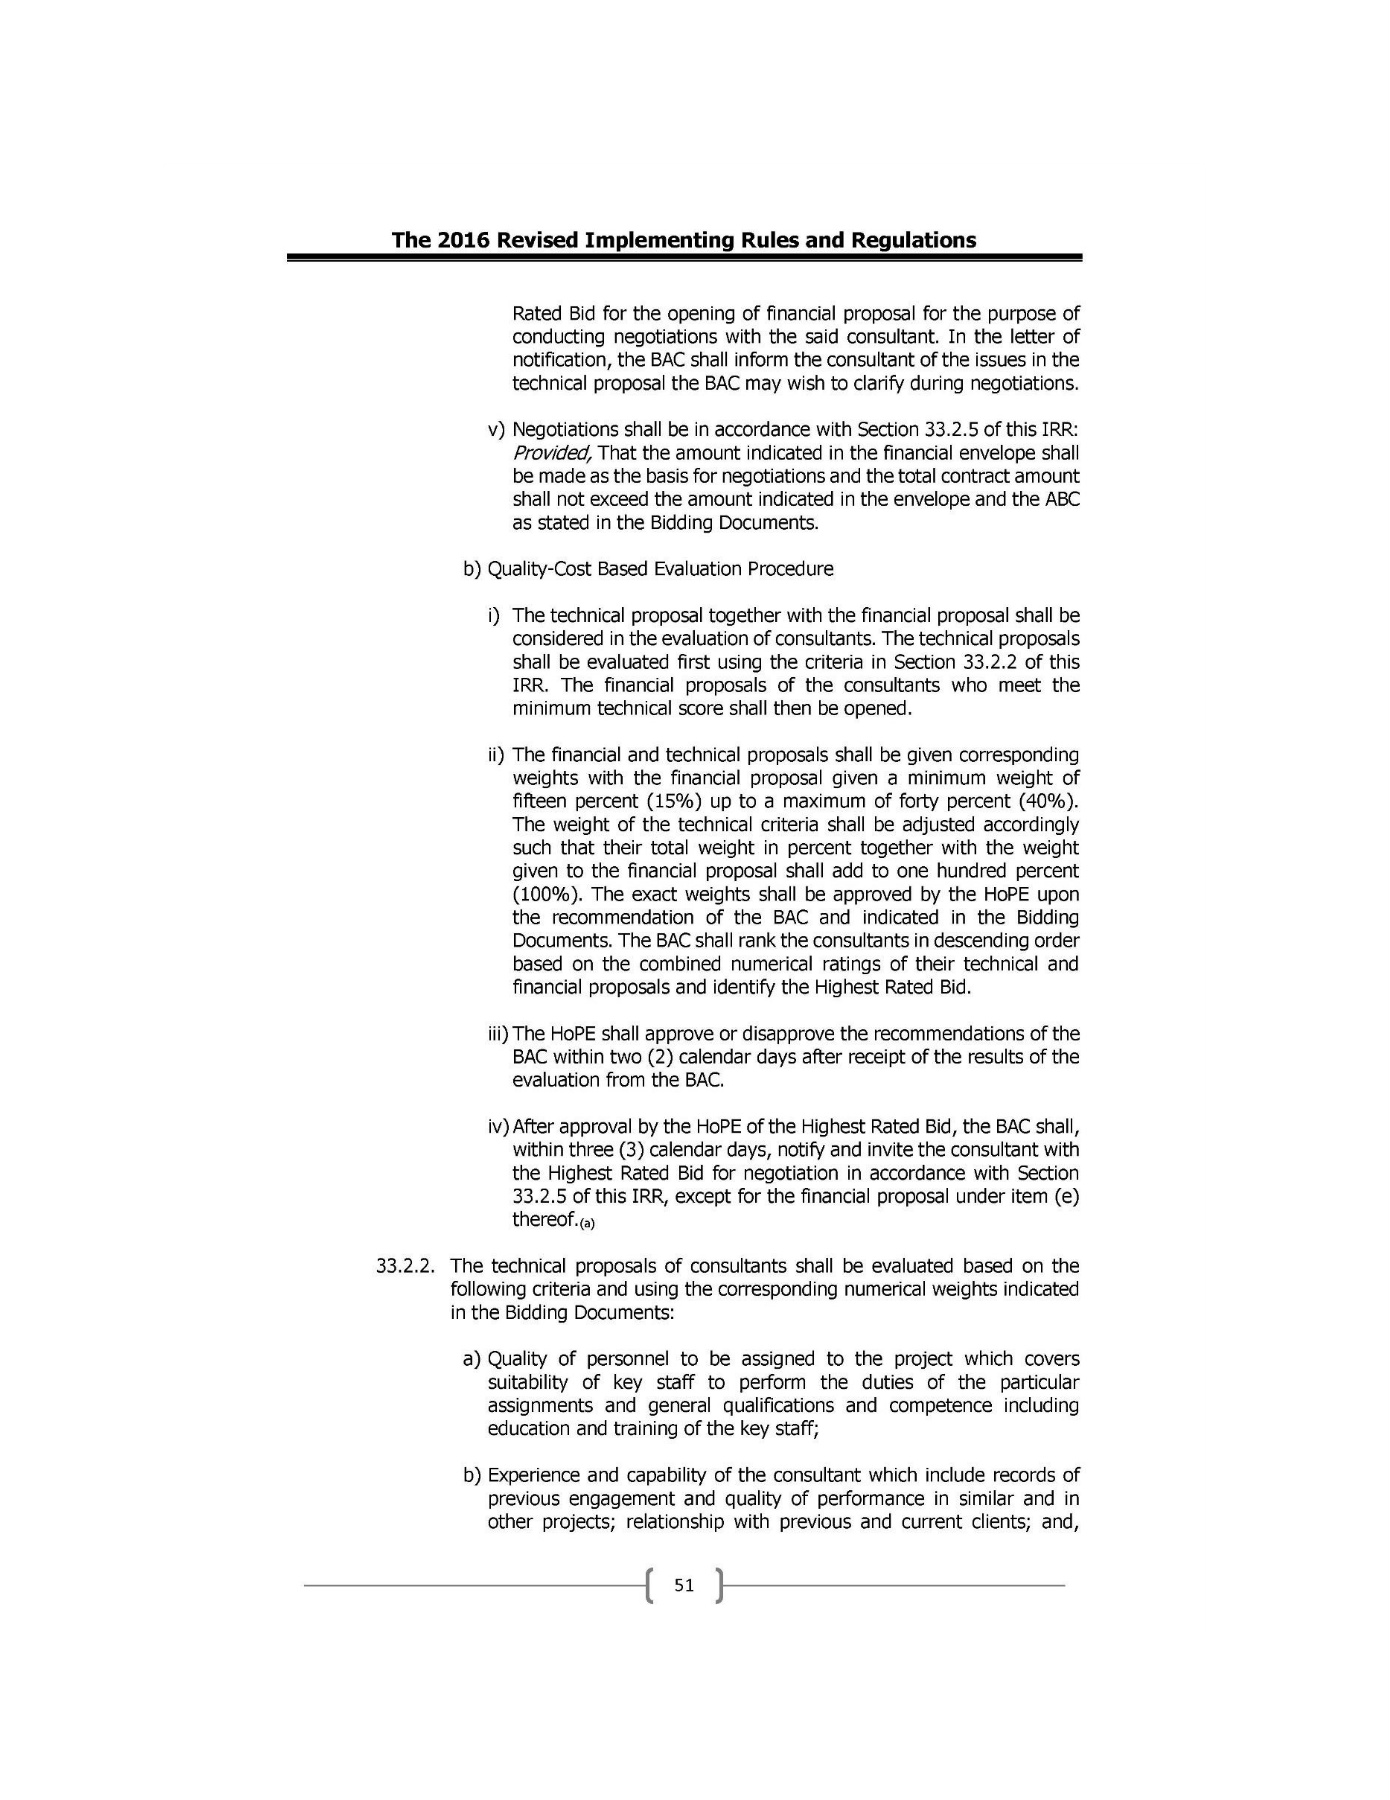 The 2016 Revised Implementing Rules and Regulations
Rated Bid for the opening of financial proposal for the purpose of
conducting negotiations with the said consultant. In the letter of
notification, the BAC shall inform the consultant of the issues in the
technical proposal the BAC may wish to clarify during negotiations.
v) Negotiations shall be in accordance with Section 33.2.5 of this IRR:
Provided, That the amount indicated in the financial envelope shall
be made as the basis for negotiations and the total contract amount
shall not exceed the amount indicated in the envelope and the ABC
as stated in the Bidding Documents.
b) Quality-Cost Based Evaluation Procedure
i) The technical proposal together with the financial proposal shall be
considered in the evaluation of consultants. The technical proposals
shall be evaluated first using the criteria in Section 33.2.2 of this
IRR. The financial proposals of the consultants who meet the
minimum technical score shall then be opened.
ii) The financial and technical proposals shall be given corresponding
weights with the financial proposal given a minimum weight of
fifteen percent (15%) up to a maximum of forty percent (40%).
The weight of the technical criteria shall be adjusted accordingly
such that their total weight in percent together with the weight
given to the financial proposal shall add to one hundred percent
(100%). The exact weights shall be approved by the HoPE upon
the recommendation of the BAC and indicated in the Bidding
Documents. The BAC shall rank the consultants in descending order
based on the combined numerical ratings of their technical and
financial proposals and identify the Highest Rated Bid.
iii) The HoPE shall approve or disapprove the recommendations of the
BAC within two (2) calendar days after receipt of the results of the
evaluation from the BAC.
iv) After approval by the HoPE of the Highest Rated Bid, the BAC shall,
within three (3) calendar days, notify and invite the consultant with
the Highest Rated Bid for negotiation in accordance with Section
33.2.5 of this IRR, except for the financial proposal under item (e)
thereof.(a)
33.2.2. The technical proposals of consultants shall be evaluated based on the
following criteria and using the corresponding numerical weights indicated
in the Bidding Documents:
a) Quality of personnel to be assigned to the project which covers
suitability of key staff to perform the duties of the particular
assignments and general qualifications and competence including
education and training of the key staff;
b) Experience and capability of the consultant which include records of
previous engagement and quality of performance in similar and in
other projects; relationship with previous and current clients; and,
51